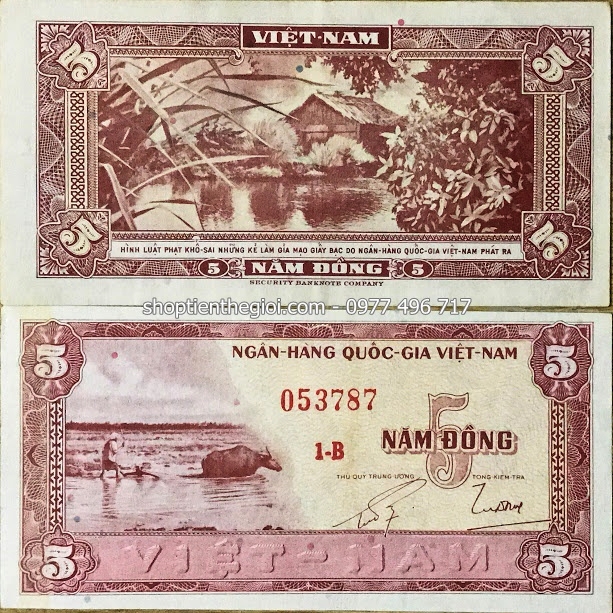 VIỆT·NAM
5 5
5 5
HÌNH LUẬT PHẠT KHỔ-SAI NHỮNG KẺ LÀM GIẢ MẠO GIẤY BẠC DO NGÂN-HÀNG QUỐC-GIA VIỆT-NAM PHÁT RA
5 NĂM ĐỒNG 5
SECURITY BANKNOTE COMPANY
shoptienthegioi.com - 0977 496 717
NGÂN-HÀNG QUỐC-GIA VIỆT-NAM
5 5
053787
5
1-B NĂM ĐỒNG
THỦ QUỸ TRUNG-ƯƠNG TỔNG KIỂM-TRA
VIỆT-NAM
5 5